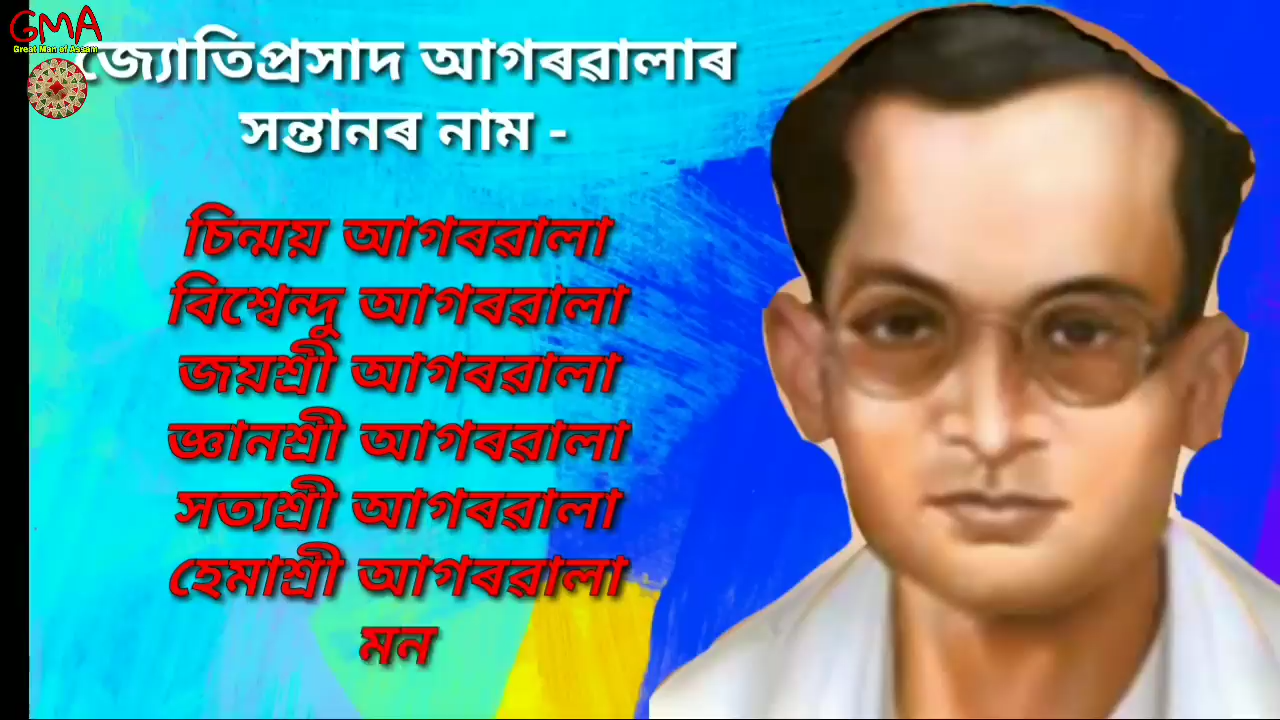 GMA
Great Man of Assam
জ্যোতিপ্ৰসাদ আগৰৱালাৰ
সন্তানৰ নাম -
চিন্ময় আগৰৱালা
বিশ্বেন্দু আগৰৱালা
জয়শ্ৰী আগৰৱালা
জ্ঞানশ্ৰী আগৰৱালা
সত্যশ্ৰী আগৰৱালা
হেমাশ্ৰী আগৰৱালা
মন